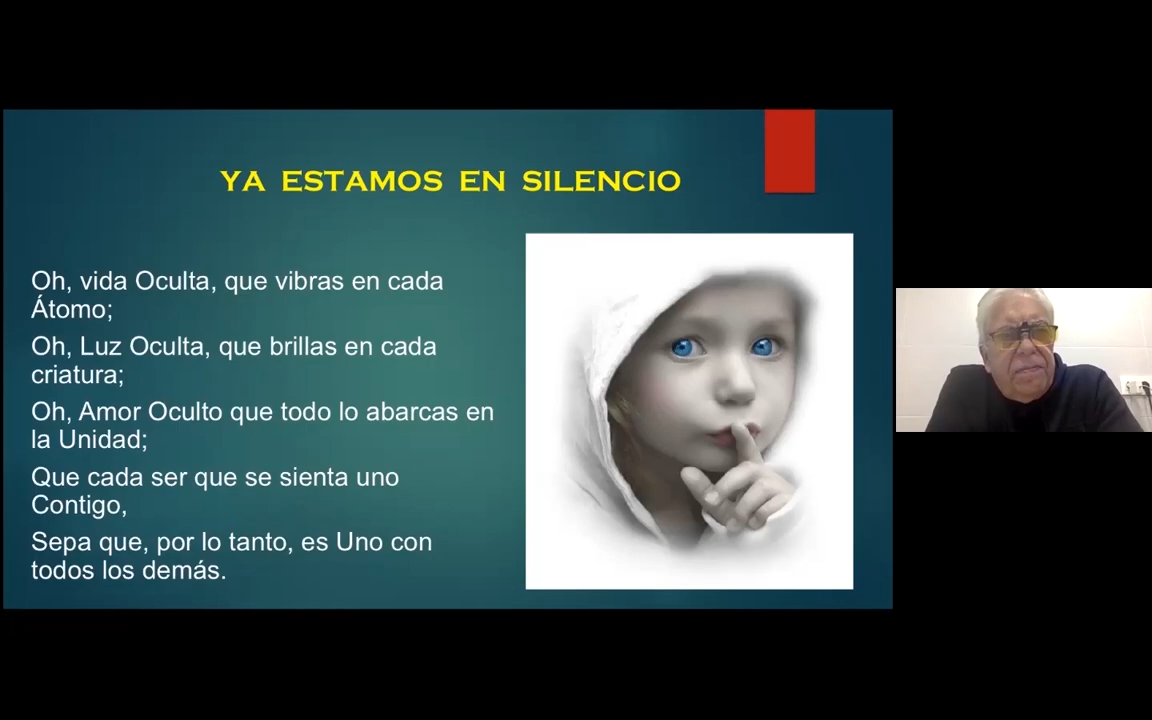 YA ESTAMOS EN SILENCIO
Oh, vida Oculta, que vibras en cada
Átomo;
Oh, Luz Oculta, que brillas en cada
criatura;
Oh, Amor Oculto que todo lo abarcas en
la Unidad;
Que cada ser que se sienta uno
Contigo,
Sepa que, por lo tanto, es Uno con
todos los demás.